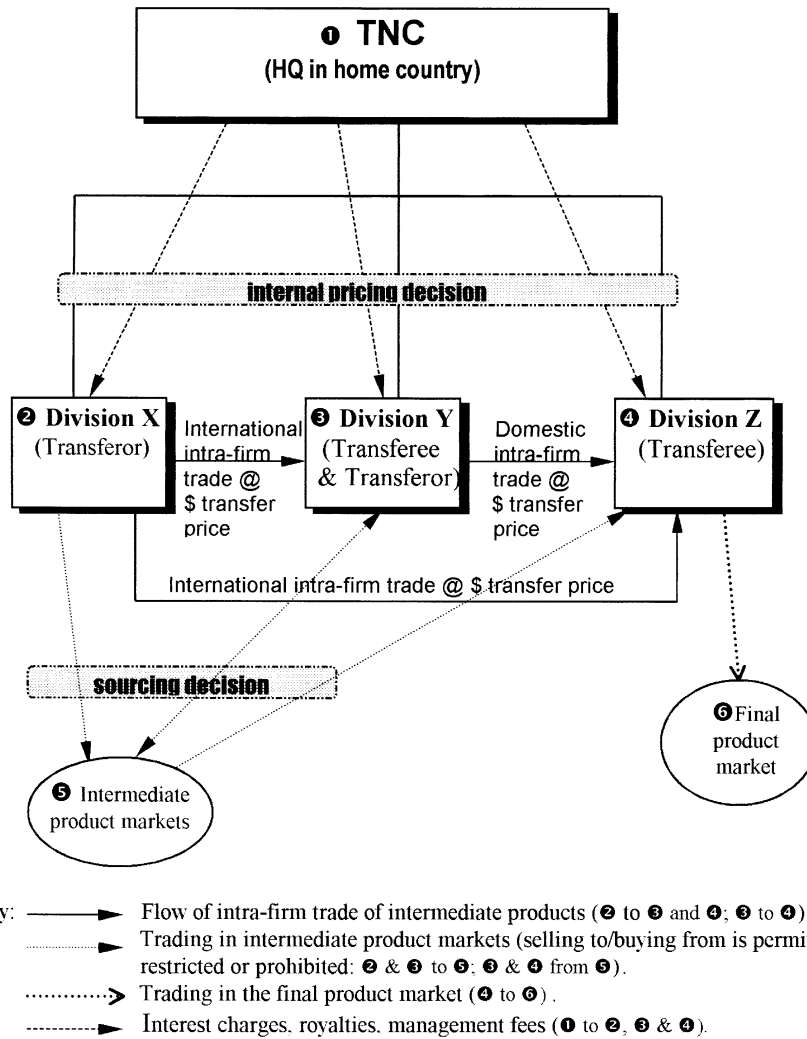 ❶ TNC
(HQ in home country)
internal pricing decision
❷ Division X
(Transferor)
International
intra-firm
trade @
$ transfer
price
❸ Division Y
(Transferee
& Transferor)
Domestic
intra-firm
trade @
$ transfer
price
❹ Division Z
(Transferee)
International intra-firm trade @ $ transfer price
sourcing decision
❺ Intermediate
product markets
❻Final
product
market
y:
Flow of intra-firm trade of intermediate products (❷ to ❸ and ❹; ❸ to ❹)
Trading in intermediate product markets (selling to/buying from is permi
restricted or prohibited: ❷ & ❸ to ❺; ❸ & ❹ from ❺).
Trading in the final product market (❹ to ❻) .
Interest charges, royalties, management fees (❶ to ❷, ❸ & ❹).